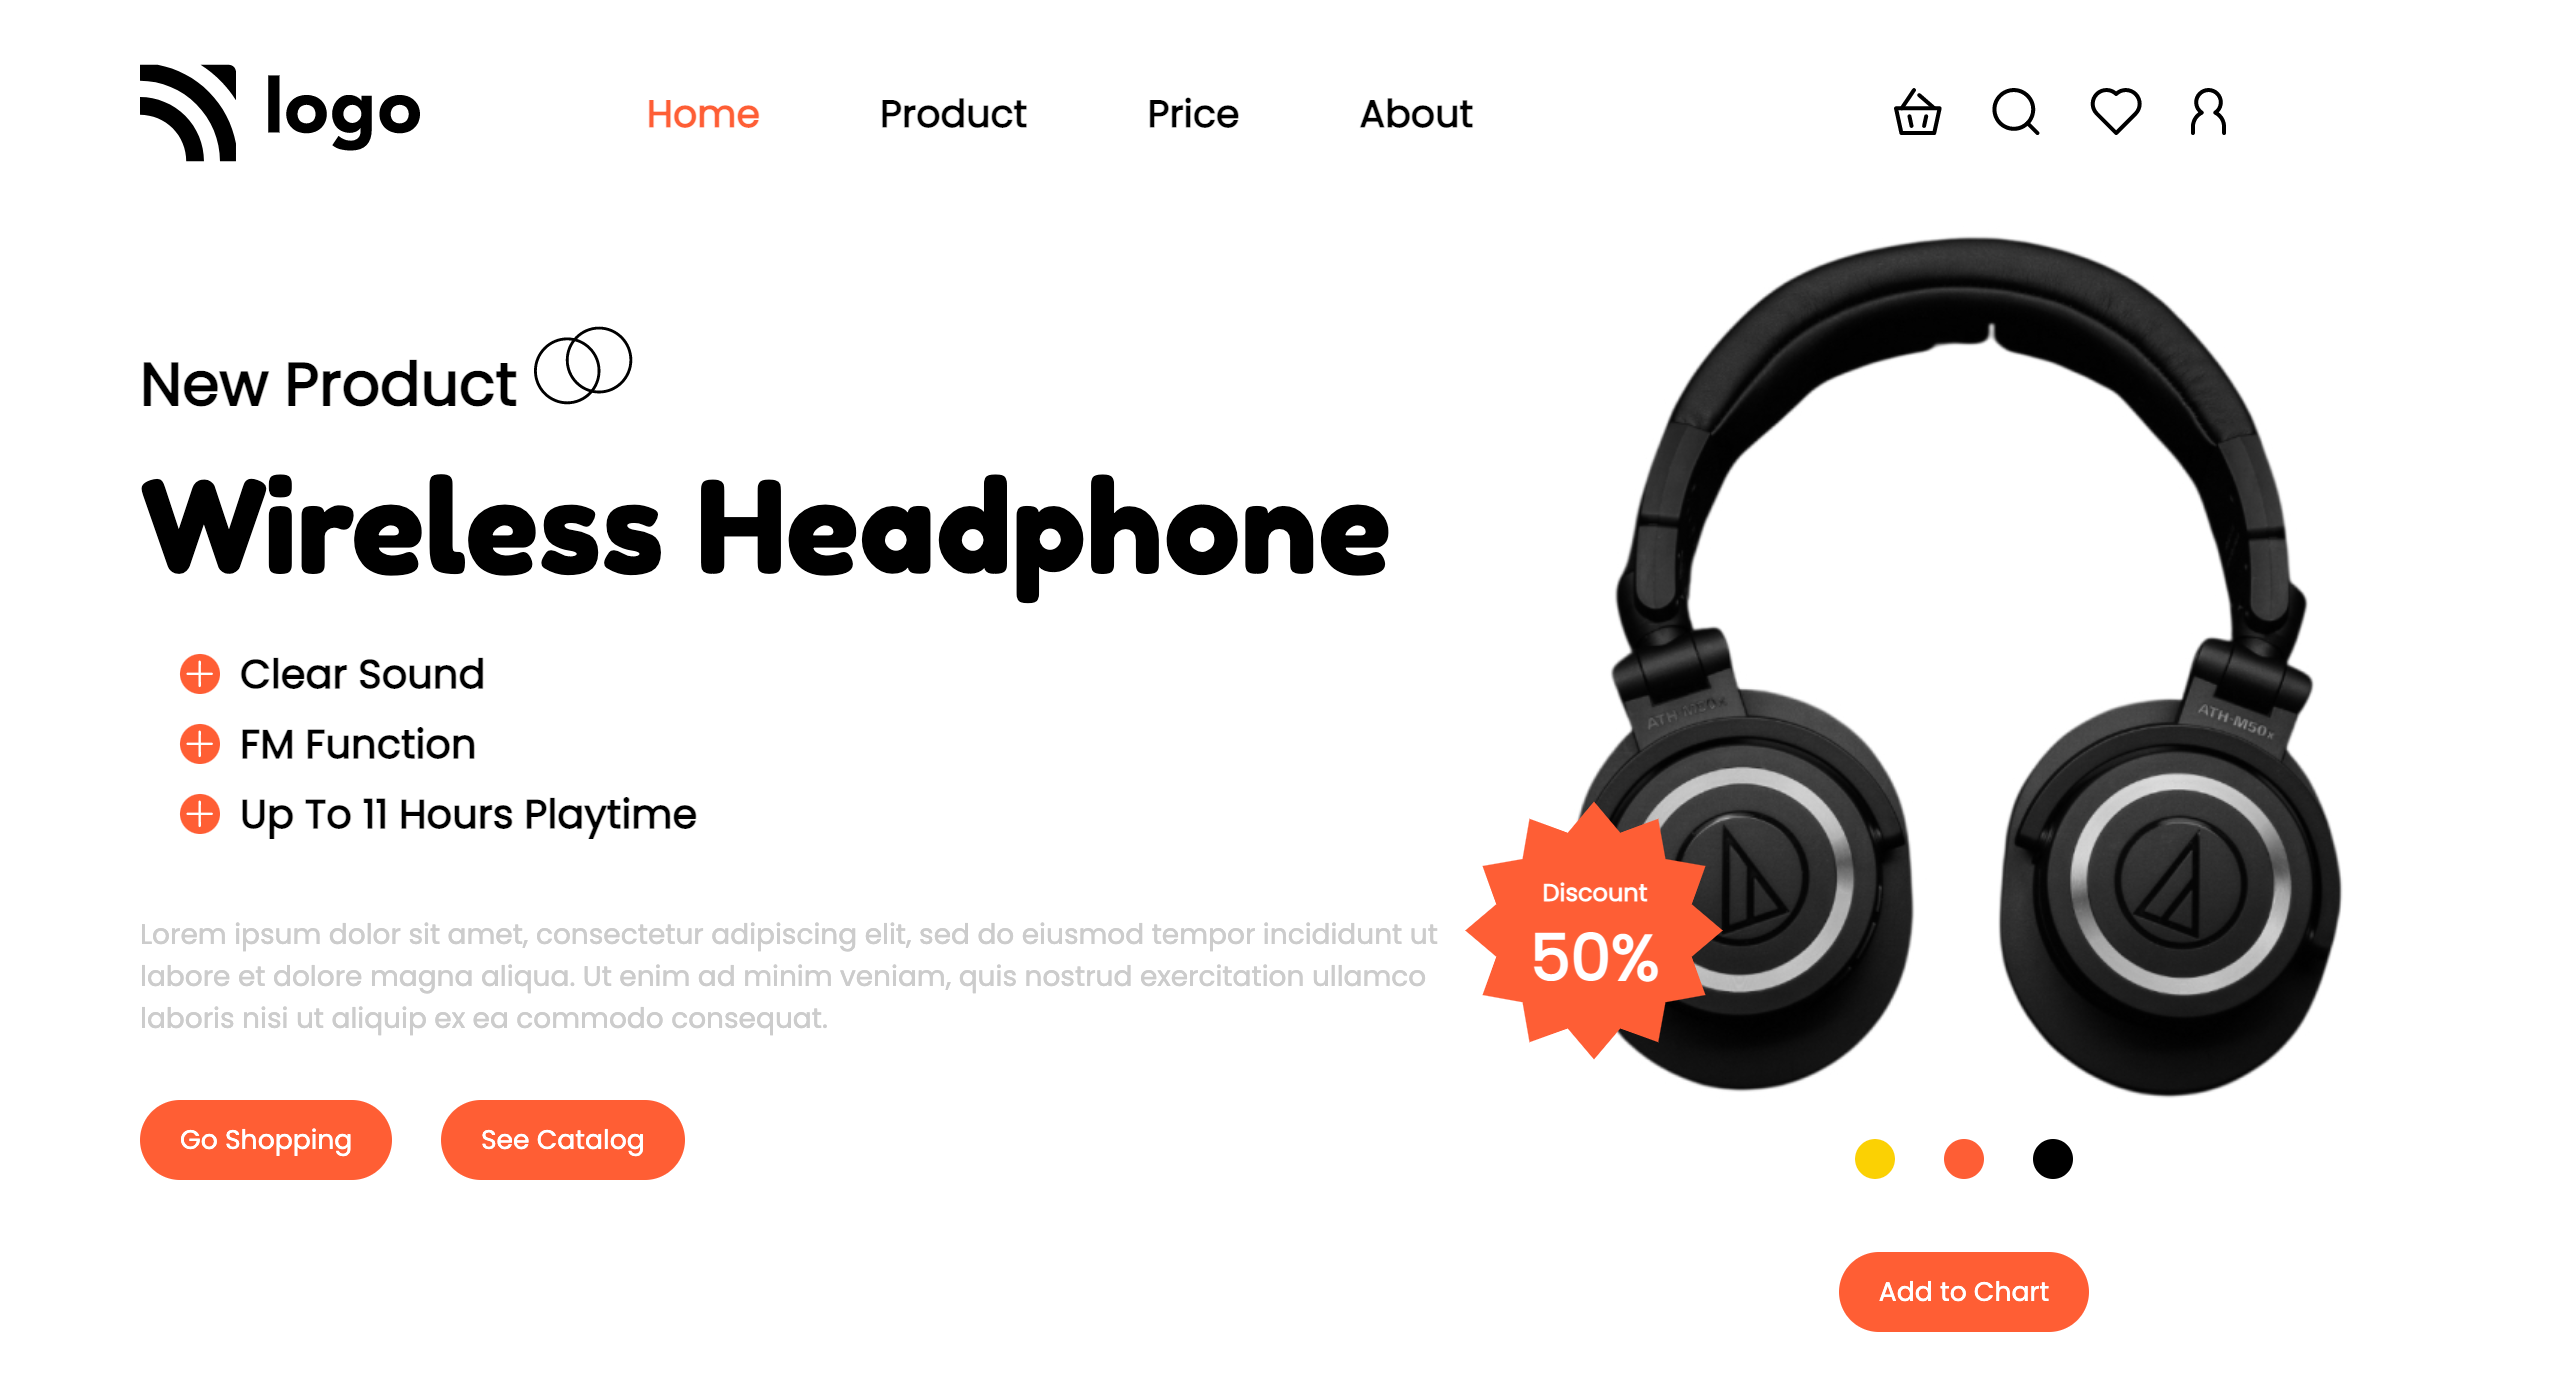 logo
Home Product Price About
New Product
Wireless Headphone
Clear Sound
FM Function
Up To 11 Hours Playtime
Lorem ipsum dolor sit amet, consectetur adipiscing elit, sed do eiusmod tempor incididunt ut
labore et dolore magna aliqua. Ut enim ad minim veniam, quis nostrud exercitation ullamco
laboris nisi ut aliquip ex ea commodo consequat.
Go Shopping See Catalog
ATH-M50x
ATH-M50x
Discount
50%
Add to Chart